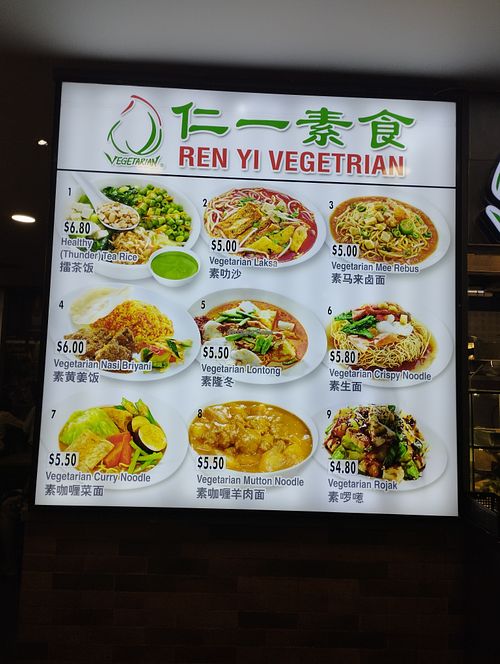 仁一素食
VEGETARIAN
REN YI VEGETRIAN
1
$6.80
Healthy
(Thunder) Tea Rice
擂茶饭
2
$5.00
Vegetarian Laksa
素叻沙
3
$5.00
Vegetarian Mee Rebus
素马来卤面
4
$6.00
Vegetarian Nasi Briyani
素黄姜饭
5
$5.50
Vegetarian Lontong
素隆冬
6
$5.80
Vegetarian Crispy Noodle
素生面
7
$5.50
Vegetarian Curry Noodle
素咖喱菜面
8
$5.50
Vegetarian Mutton Noodle
素咖喱羊肉面
9
$4.80
Vegetarian Rojak
素啰惹